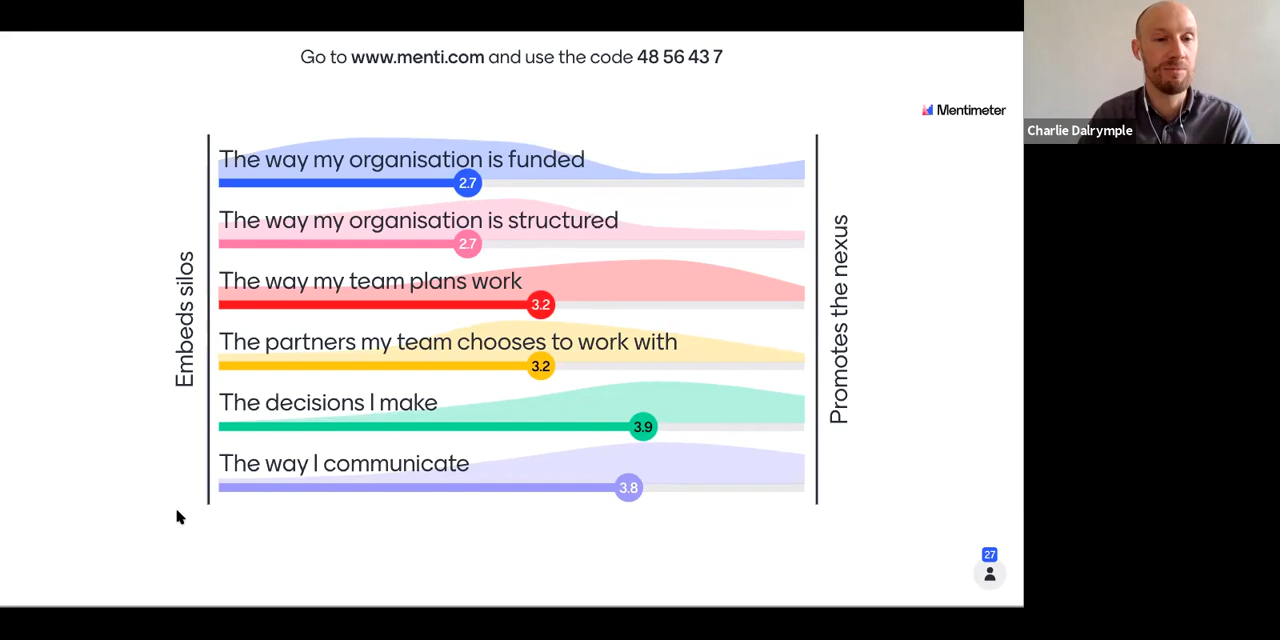 Go to www.menti.com and use the code 48 56 43 7
Mentimeter
Charlie Dalrymple
Embeds silos
The way my organisation is funded
2.7
The way my organisation is structured
2.7
The way my team plans work
3.2
The partners my team chooses to work with
3.2
The decisions I make
3.9
The way I communicate
3.8
Promotes the nexus
27